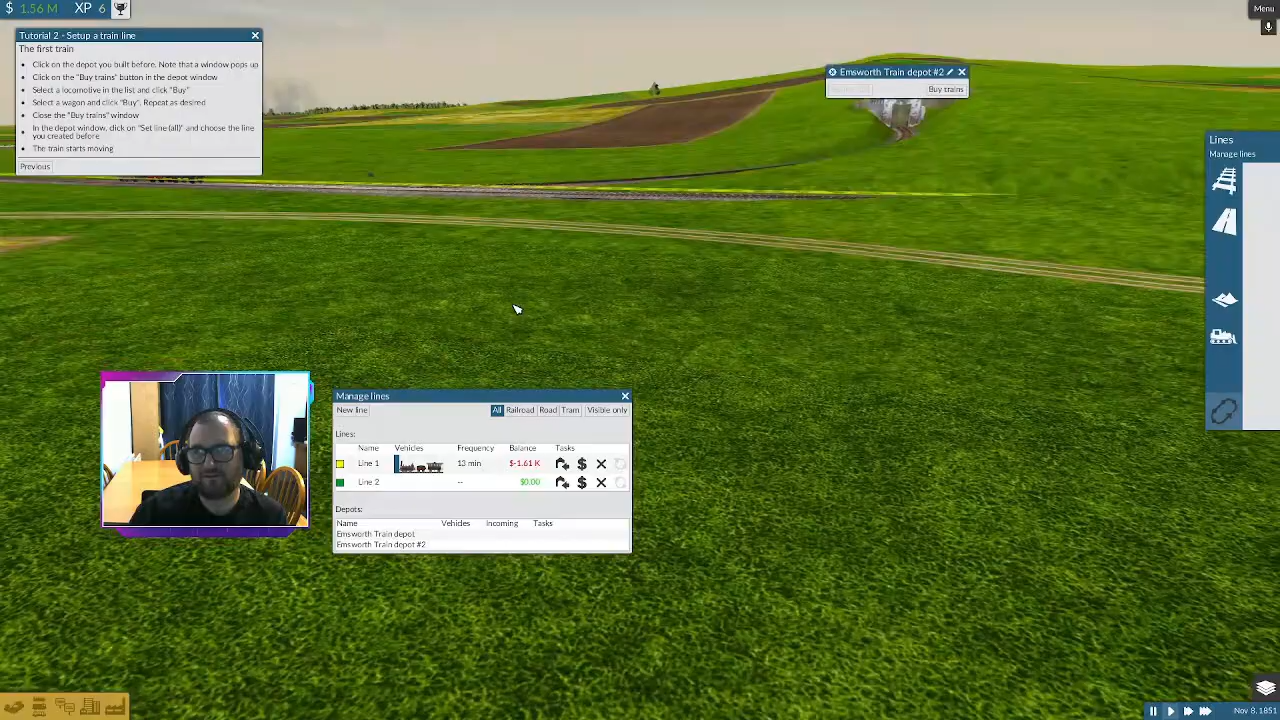 $ 1.56 M XP 6
Menu
Tutorial 2 - Setup a train line
The first train
Click on the depot you built before. Note that a window pops up
Click on the "Buy trains" button in the depot window
Select a locomotive in the list and click "Buy"
Select a wagon and click "Buy". Repeat as desired
Close the "Buy trains" window
In the depot window, click on "Set line (all)" and choose the line
you created before
The train starts moving
Previous
Emsworth Train depot #2
Buy trains
Lines
Manage lines
Manage lines
New line All Railroad Road Tram Visible only
Lines:
Name Vehicles Frequency Balance Tasks
Line 1 13 min $-1.61 K
Line 2 -- $0.00
Depots:
Name Vehicles Incoming Tasks
Emsworth Train depot
Emsworth Train depot #2
Nov 8, 1851